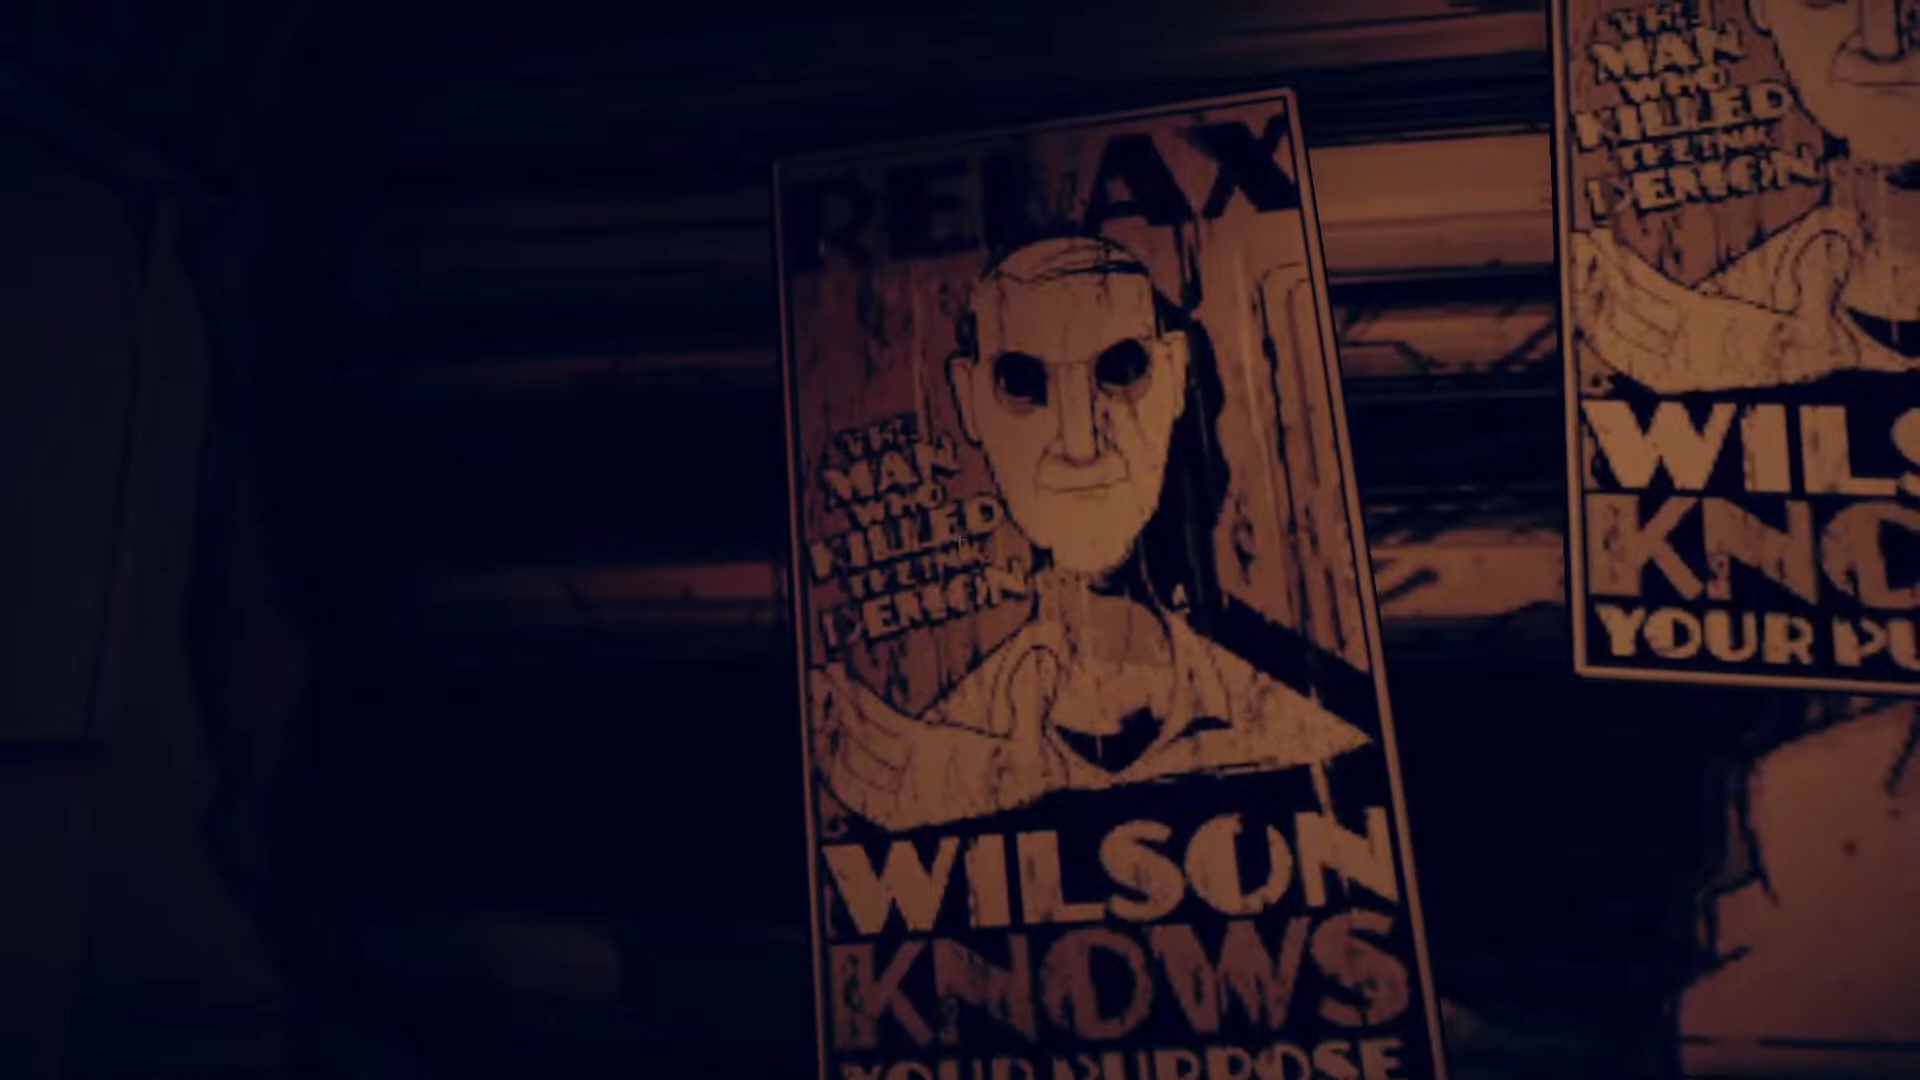 RELAX
THE
MAN
WHO
KILLED
THE INK
DEMON
WILSON
KNOWS
YOUR PURPOSE
THE
MAN
WHO
KILLED
THE INK
DEMON
WILS
KNO
YOUR PU